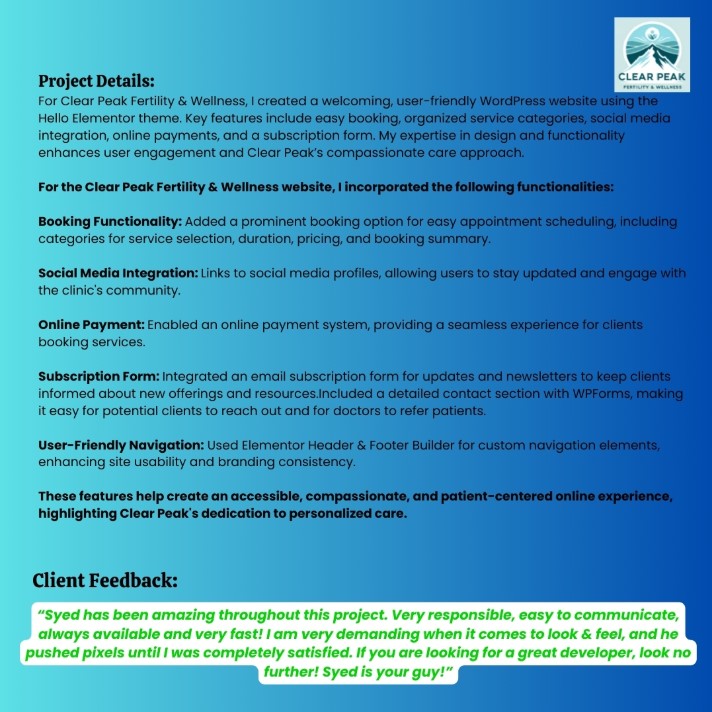 CLEAR PEAK
FERTILITY & WELLNESS
Project Details:
For Clear Peak Fertility & Wellness, I created a welcoming, user-friendly WordPress website using the
Hello Elementor theme. Key features include easy booking, organized service categories, social media
integration, online payments, and a subscription form. My expertise in design and functionality
enhances user engagement and Clear Peak's compassionate care approach.
For the Clear Peak Fertility & Wellness website, I incorporated the following functionalities:
Booking Functionality: Added a prominent booking option for easy appointment scheduling, including
categories for service selection, duration, pricing, and booking summary.
Social Media Integration: Links to social media profiles, allowing users to stay updated and engage with
the clinic's community.
Online Payment: Enabled an online payment system, providing a seamless experience for clients
booking services.
Subscription Form: Integrated an email subscription form for updates and newsletters to keep clients
informed about new offerings and resources.Included a detailed contact section with WPForms, making
it easy for potential clients to reach out and for doctors to refer patients.
User-Friendly Navigation: Used Elementor Header & Footer Builder for custom navigation elements,
enhancing site usability and branding consistency.
These features help create an accessible, compassionate, and patient-centered online experience,
highlighting Clear Peak's dedication to personalized care.
Client Feedback:
“Syed has been amazing throughout this project. Very responsible, easy to communicate,
always available and very fast! I am very demanding when it comes to look & feel, and he
pushed pixels until I was completely satisfied. If you are looking for a great developer, look no
further! Syed is your guy!”